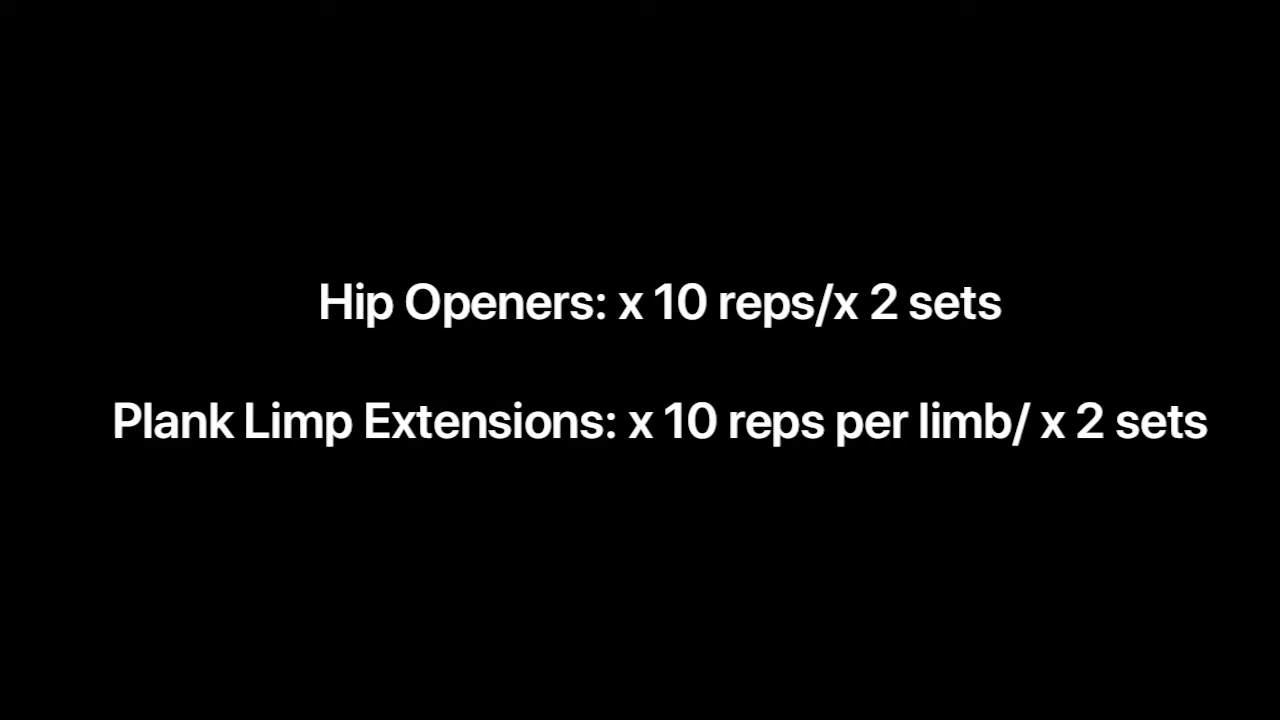 Hip Openers: x 10 reps/x 2 sets
Plank Limp Extensions: x 10 reps per limb/ x 2 sets